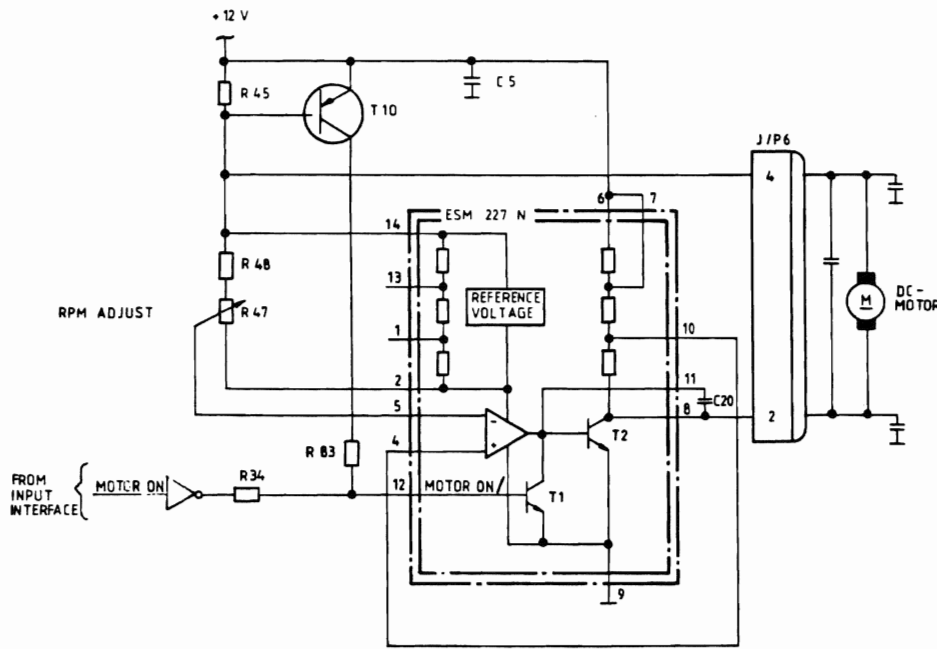 + 12 V
R 45
T 10
C 5
J/P6
4
6
7
ESM 227 N
14
R 48
13
REFERENCE
VOLTAGE
M
DC-
MOTOR
RPM ADJUST
R 47
1
10
2
11
C20
5
8
2
-
+
T2
4
R 83
FROM
INPUT
INTERFACE
MOTOR ON
R34
12
MOTOR ON/
T1
9